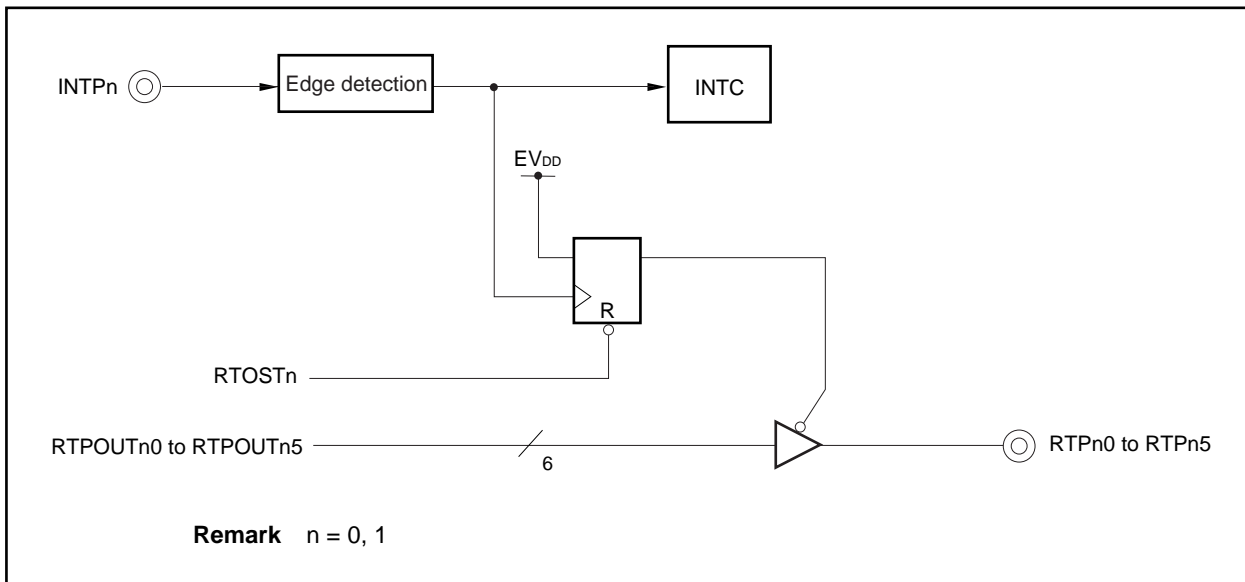 INTPn
Edge detection
INTC
EVDD
R
RTOSTn
RTPOUTn0 to RTPOUTn5
6
RTPn0 to RTPn5
Remark n = 0, 1